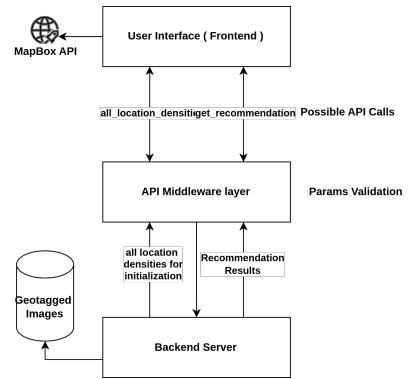 User Interface ( Frontend )
MapBox API
all_location_densiti
get_recommendation
Possible API Calls
API Middleware layer
Params Validation
all location
densities for
initialization
Recommendation
Results
Geotagged
Images
Backend Server